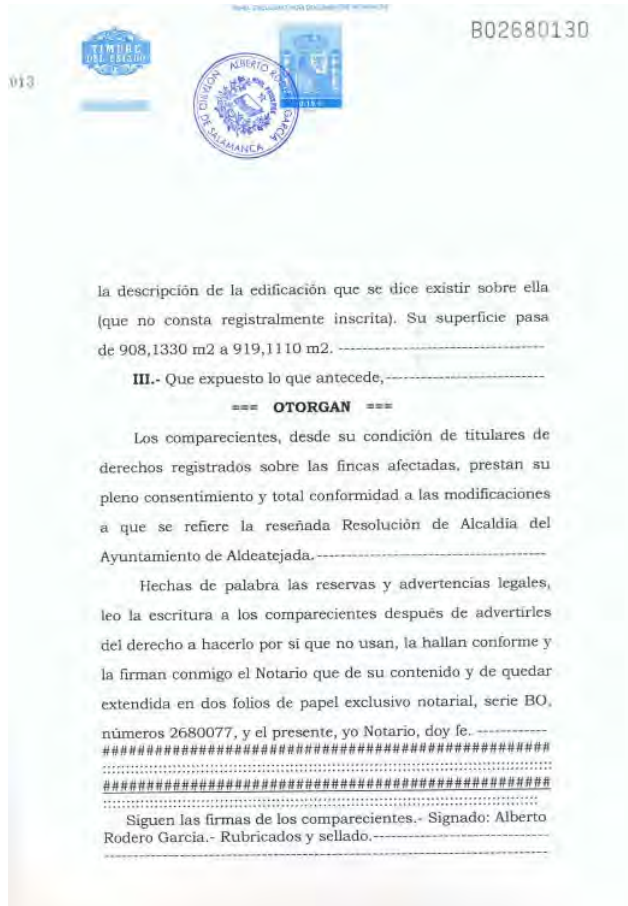 PAPEL EXCLUSIVO PARA DOCUMENTOS NOTARIALES
B02680130
TIMBRE
DEL ESTADO
013
ALBERTO RODERO GARCÍA
DE SALAMANCA
la descripción de la edificación que se dice existir sobre ella
(que no consta registralmente inscrita). Su superficie pasa
de 908,1330 m2 a 919,1110 m2. ----------------------------------
III.- Que expuesto lo que antecede,--------------------------
=== OTORGAN ===
Los comparecientes, desde su condición de titulares de
derechos registrados sobre las fincas afectadas, prestan su
pleno consentimiento y total conformidad a las modificaciones
a que se refiere la reseñada Resolución de Alcaldía del
Ayuntamiento de Aldeatejada.--------------------------------------
Hechas de palabra las reservas y advertencias legales,
leo la escritura a los comparecientes después de advertirles
del derecho a hacerlo por sí que no usan, la hallan conforme y
la firman conmigo el Notario que de su contenido y de quedar
extendida en dos folios de papel exclusivo notarial, serie BO,
números 2680077, y el presente, yo Notario, doy fe. ------------
###################################################
::::::::::::::::::::::::::::::::::::::::::::::::::::::::::::::::::::::::::
###################################################
::::::::::::::::::::::::::::::::::::::::::::::::::::::::::::::::::::::::
Siguen las firmas de los comparecientes.- Signado: Alberto
Rodero García.- Rubricados y sellado.-----------------------------
--------------------------------------------------------------------------